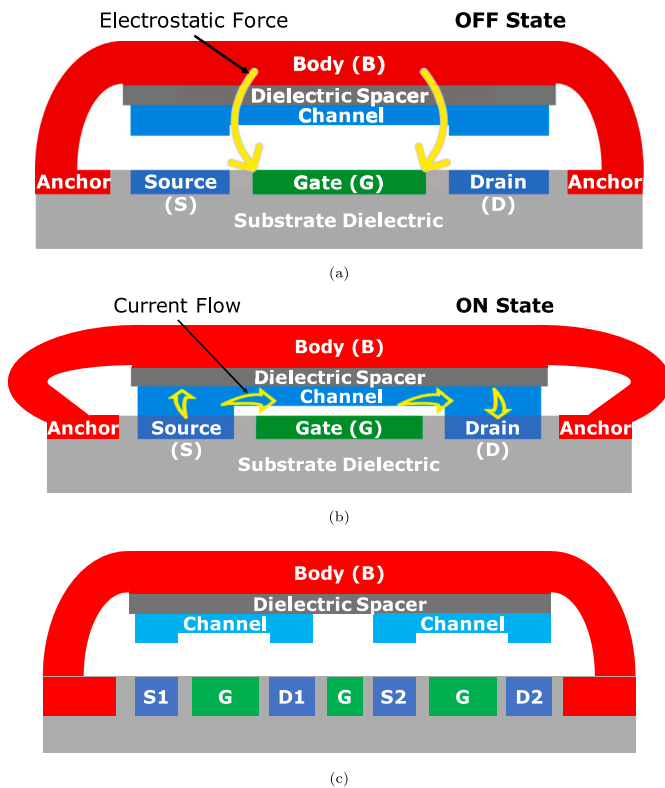 Electrostatic Force
OFF State
Body (B)
Dielectric Spacer
Channel
Anchor
Source
(S)
Gate (G)
Drain
(D)
Anchor
Substrate Dielectric
(a)
Current Flow
ON State
Body (B)
Dielectric Spacer
Channel
Anchor
Source
(S)
Gate (G)
Drain
(D)
Anchor
Substrate Dielectric
(b)
Body (B)
Dielectric Spacer
Channel
Channel
S1
G
D1
G
S2
G
D2
(c)